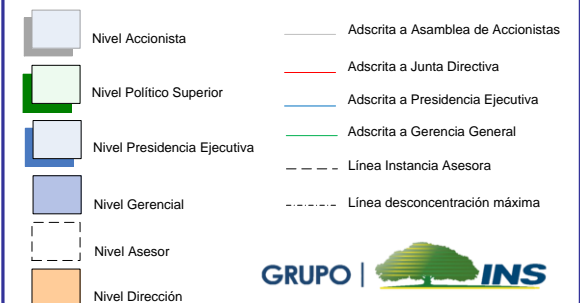 Nivel Accionista
Nivel Político Superior
Nivel Presidencia Ejecutiva
Nivel Gerencial
Nivel Asesor
Nivel Dirección
Adscrita a Asamblea de Accionistas
Adscrita a Junta Directiva
Adscrita a Presidencia Ejecutiva
Adscrita a Gerencia General
Línea Instancia Asesora
Línea desconcentración máxima
GRUPO | INS